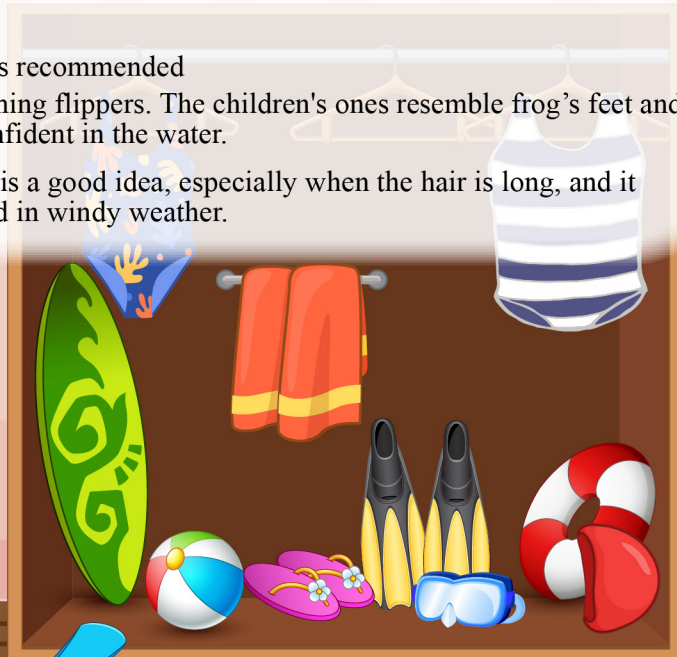 s recommended
ning flippers. The children's ones resemble frog’s feet and
nfident in the water.
is a good idea, especially when the hair is long, and it
d in windy weather.